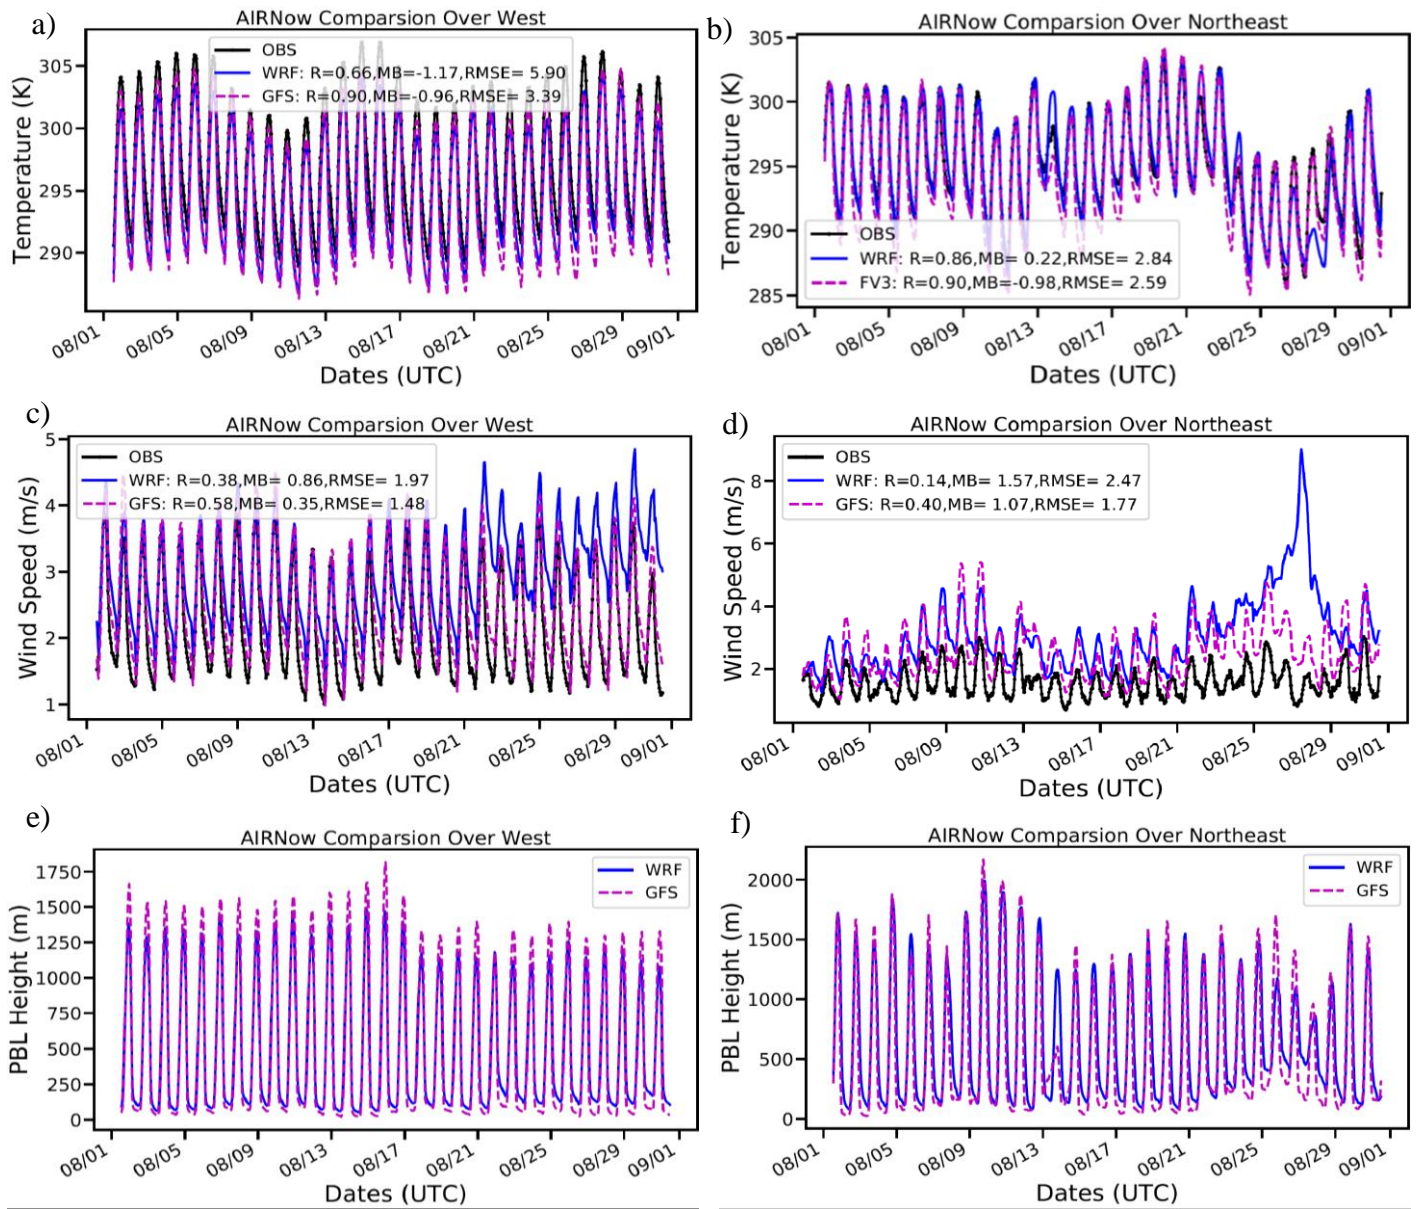 a)
AIRNow Comparsion Over West
OBS
WRF: R=0.66,MB=-1.17,RMSE= 5.90
GFS: R=0.90,MB=-0.96,RMSE= 3.39
Temperature (K)
305
300
295
290
08/01
08/05
08/09
08/13
08/17
08/21
08/25
08/29
09/01
Dates (UTC)
b)
AIRNow Comparsion Over Northeast
OBS
WRF: R=0.86,MB= 0.22,RMSE= 2.84
FV3: R=0.90,MB=-0.98,RMSE= 2.59
Temperature (K)
305
300
295
290
285
08/01
08/05
08/09
08/13
08/17
08/21
08/25
08/29
09/01
Dates (UTC)
c)
AIRNow Comparsion Over West
OBS
WRF: R=0.38,MB= 0.86,RMSE= 1.97
GFS: R=0.58,MB= 0.35,RMSE= 1.48
Wind Speed (m/s)
5
4
3
2
1
08/01
08/05
08/09
08/13
08/17
08/21
08/25
08/29
09/01
Dates (UTC)
d)
AIRNow Comparsion Over Northeast
OBS
WRF: R=0.14,MB= 1.57,RMSE= 2.47
GFS: R=0.40,MB= 1.07,RMSE= 1.77
Wind Speed (m/s)
8
6
4
2
08/01
08/05
08/09
08/13
08/17
08/21
08/25
08/29
09/01
Dates (UTC)
e)
AIRNow Comparsion Over West
WRF
GFS
PBL Height (m)
1750
1500
1250
1000
750
500
250
0
08/01
08/05
08/09
08/13
08/17
08/21
08/25
08/29
09/01
Dates (UTC)
f)
AIRNow Comparsion Over Northeast
WRF
GFS
PBL Height (m)
2000
1500
1000
500
0
08/01
08/05
08/09
08/13
08/17
08/21
08/25
08/29
09/01
Dates (UTC)